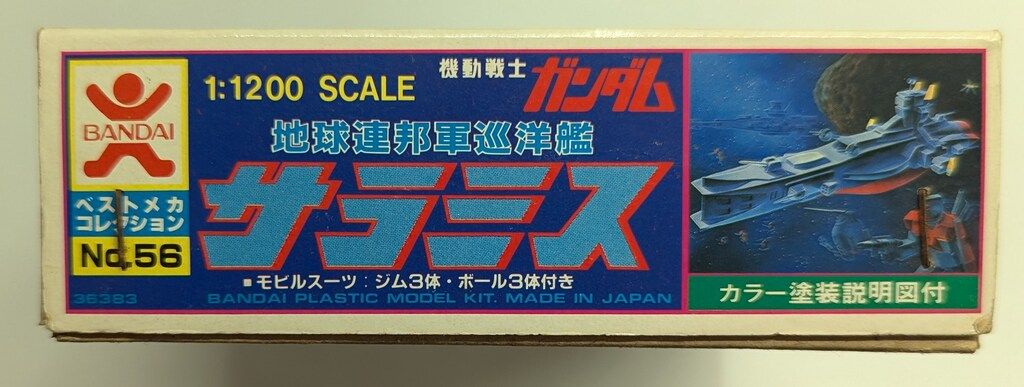 BANDAI
ベストメカ
コレクション
No.56
36383
1:1200 SCALE
機動戦士 ガンダム
地球連邦軍巡洋艦
サラミス
■モビルスーツ：ジム3体・ボール3体付き
BANDAI PLASTIC MODEL KIT. MADE IN JAPAN
カラー塗装説明図付